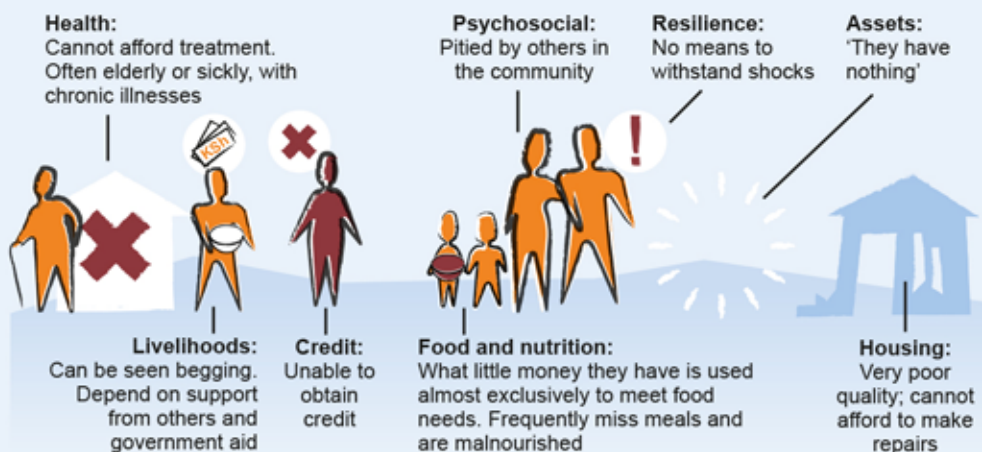 Health:
Cannot afford treatment.
Often elderly or sickly, with
chronic illnesses
Psychosocial:
Pitied by others in
the community
Resilience:
No means to
withstand shocks
Assets:
'They have
nothing'
KSh
Livelihoods:
Can be seen begging.
Depend on support
from others and
government aid
Credit:
Unable to
obtain
credit
Food and nutrition:
What little money they have is used
almost exclusively to meet food
needs. Frequently miss meals and
are malnourished
Housing:
Very poor
quality; cannot
afford to make
repairs